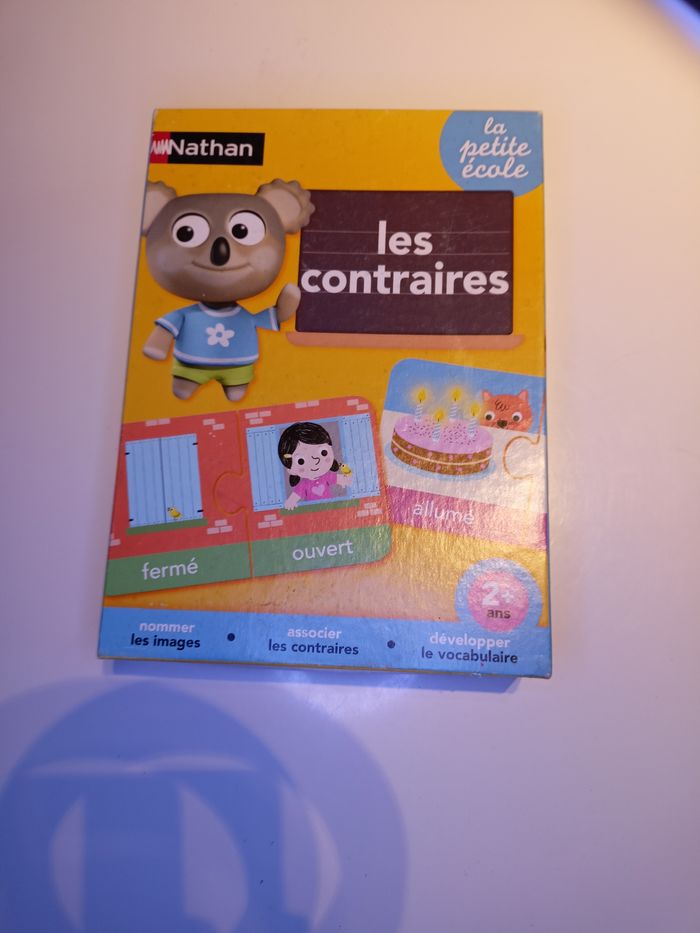 Nathan
la
petite
école
les
contraires
fermé
ouvert
allumé
2+
ans
nommer
les images
•
associer
les contraires
•
développer
le vocabulaire